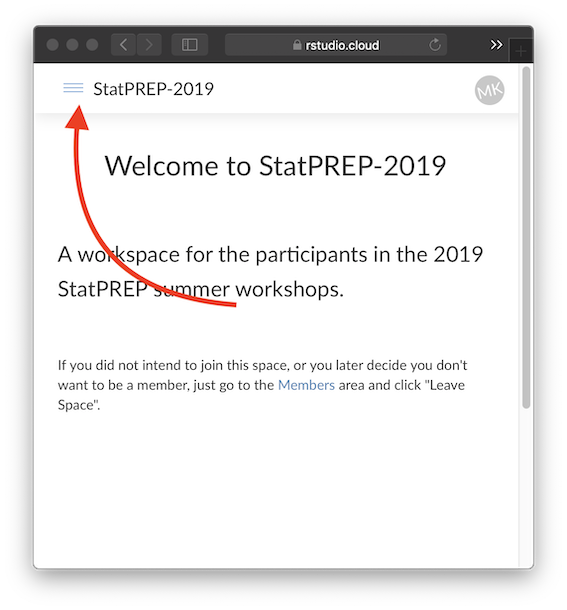 rstudio.cloud
StatPREP-2019
MK
Welcome to StatPREP-2019
A workspace for the participants in the 2019
StatPREP summer workshops.
If you did not intend to join this space, or you later decide you don't
want to be a member, just go to the Members area and click "Leave
Space".